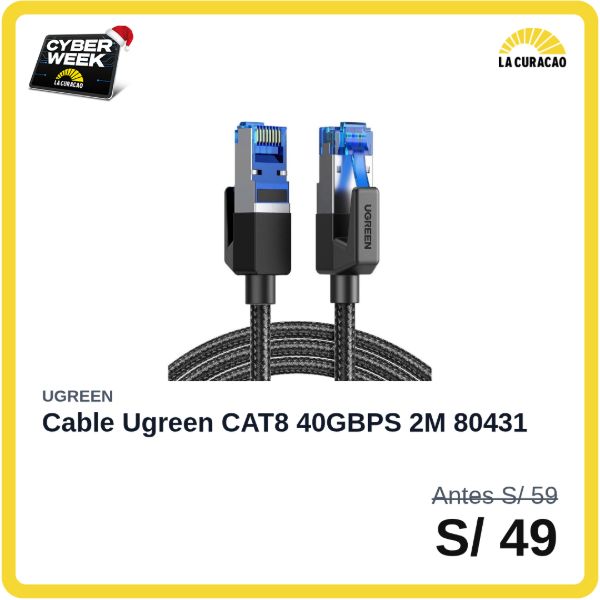 CYBER
WEEK
LA CURACAO
LA CURACAO
UGREEN
UGREEN
Cable Ugreen CAT8 40GBPS 2M 80431
Antes S/ 59
S/ 49